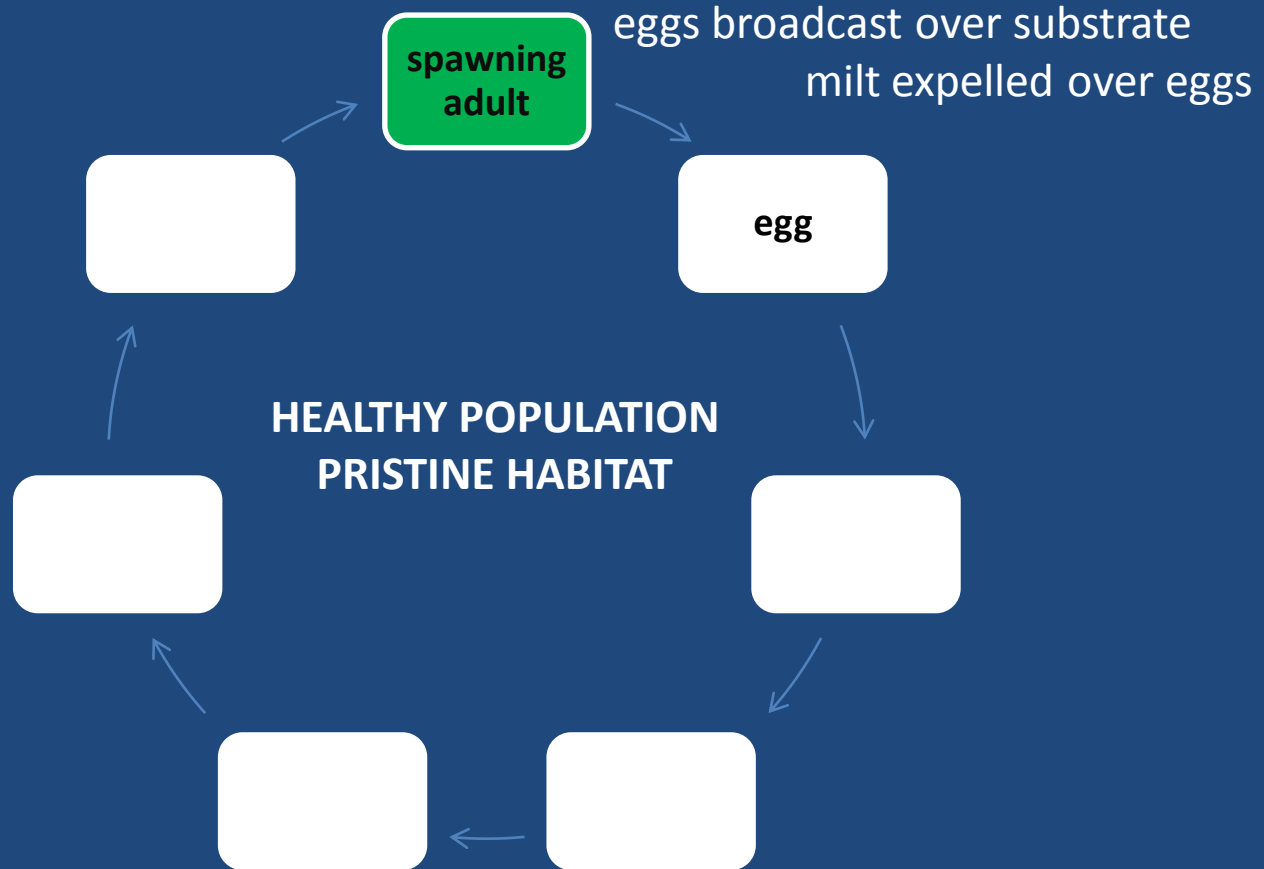 spawning
adult
eggs broadcast over substrate
milt expelled over eggs
egg
HEALTHY POPULATION
PRISTINE HABITAT